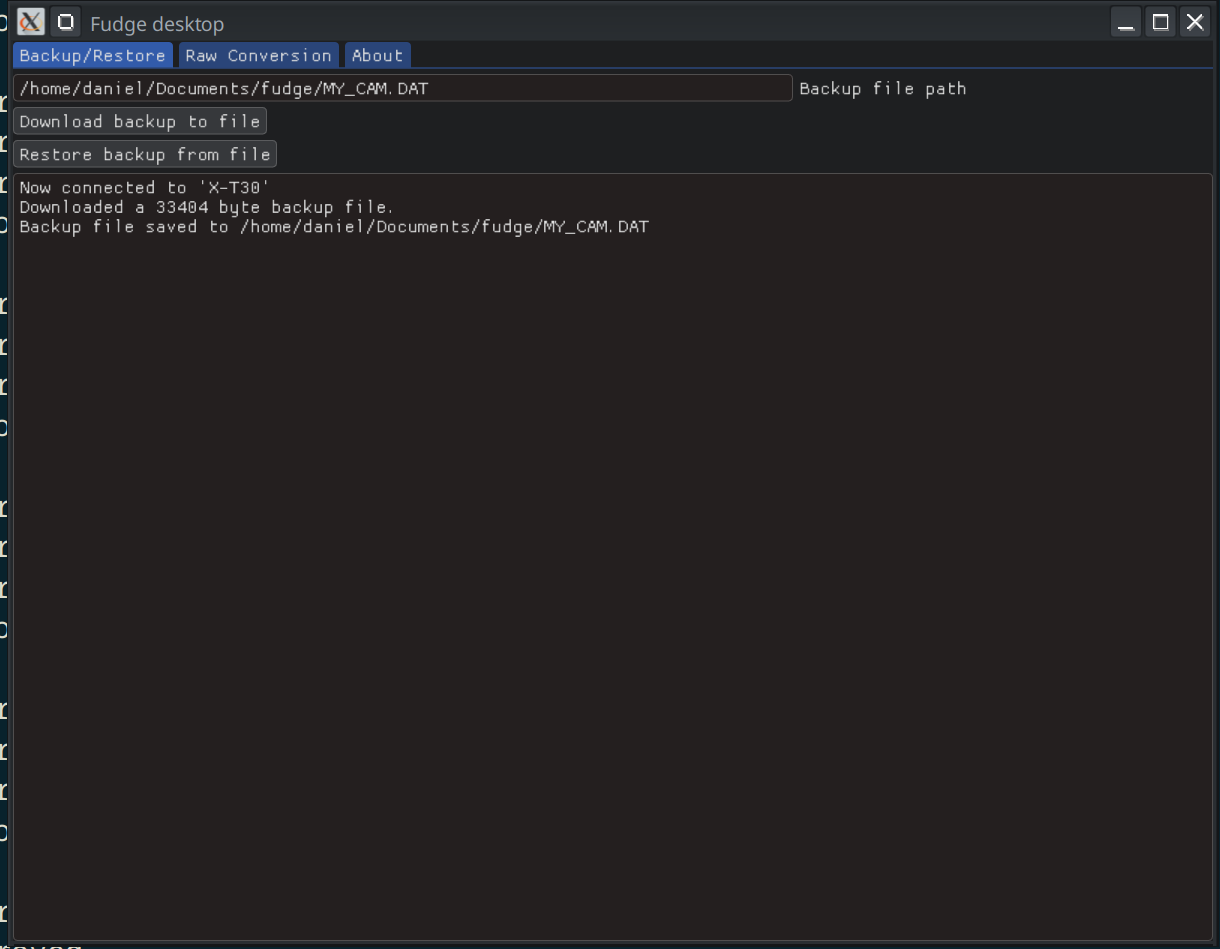 Fudge desktop
Backup/Restore Raw Conversion About
/home/daniel/Documents/fudge/MY_CAM.DAT Backup file path
Download backup to file
Restore backup from file
Now connected to 'X-T30'
Downloaded a 33404 byte backup file.
Backup file saved to /home/daniel/Documents/fudge/MY_CAM.DAT